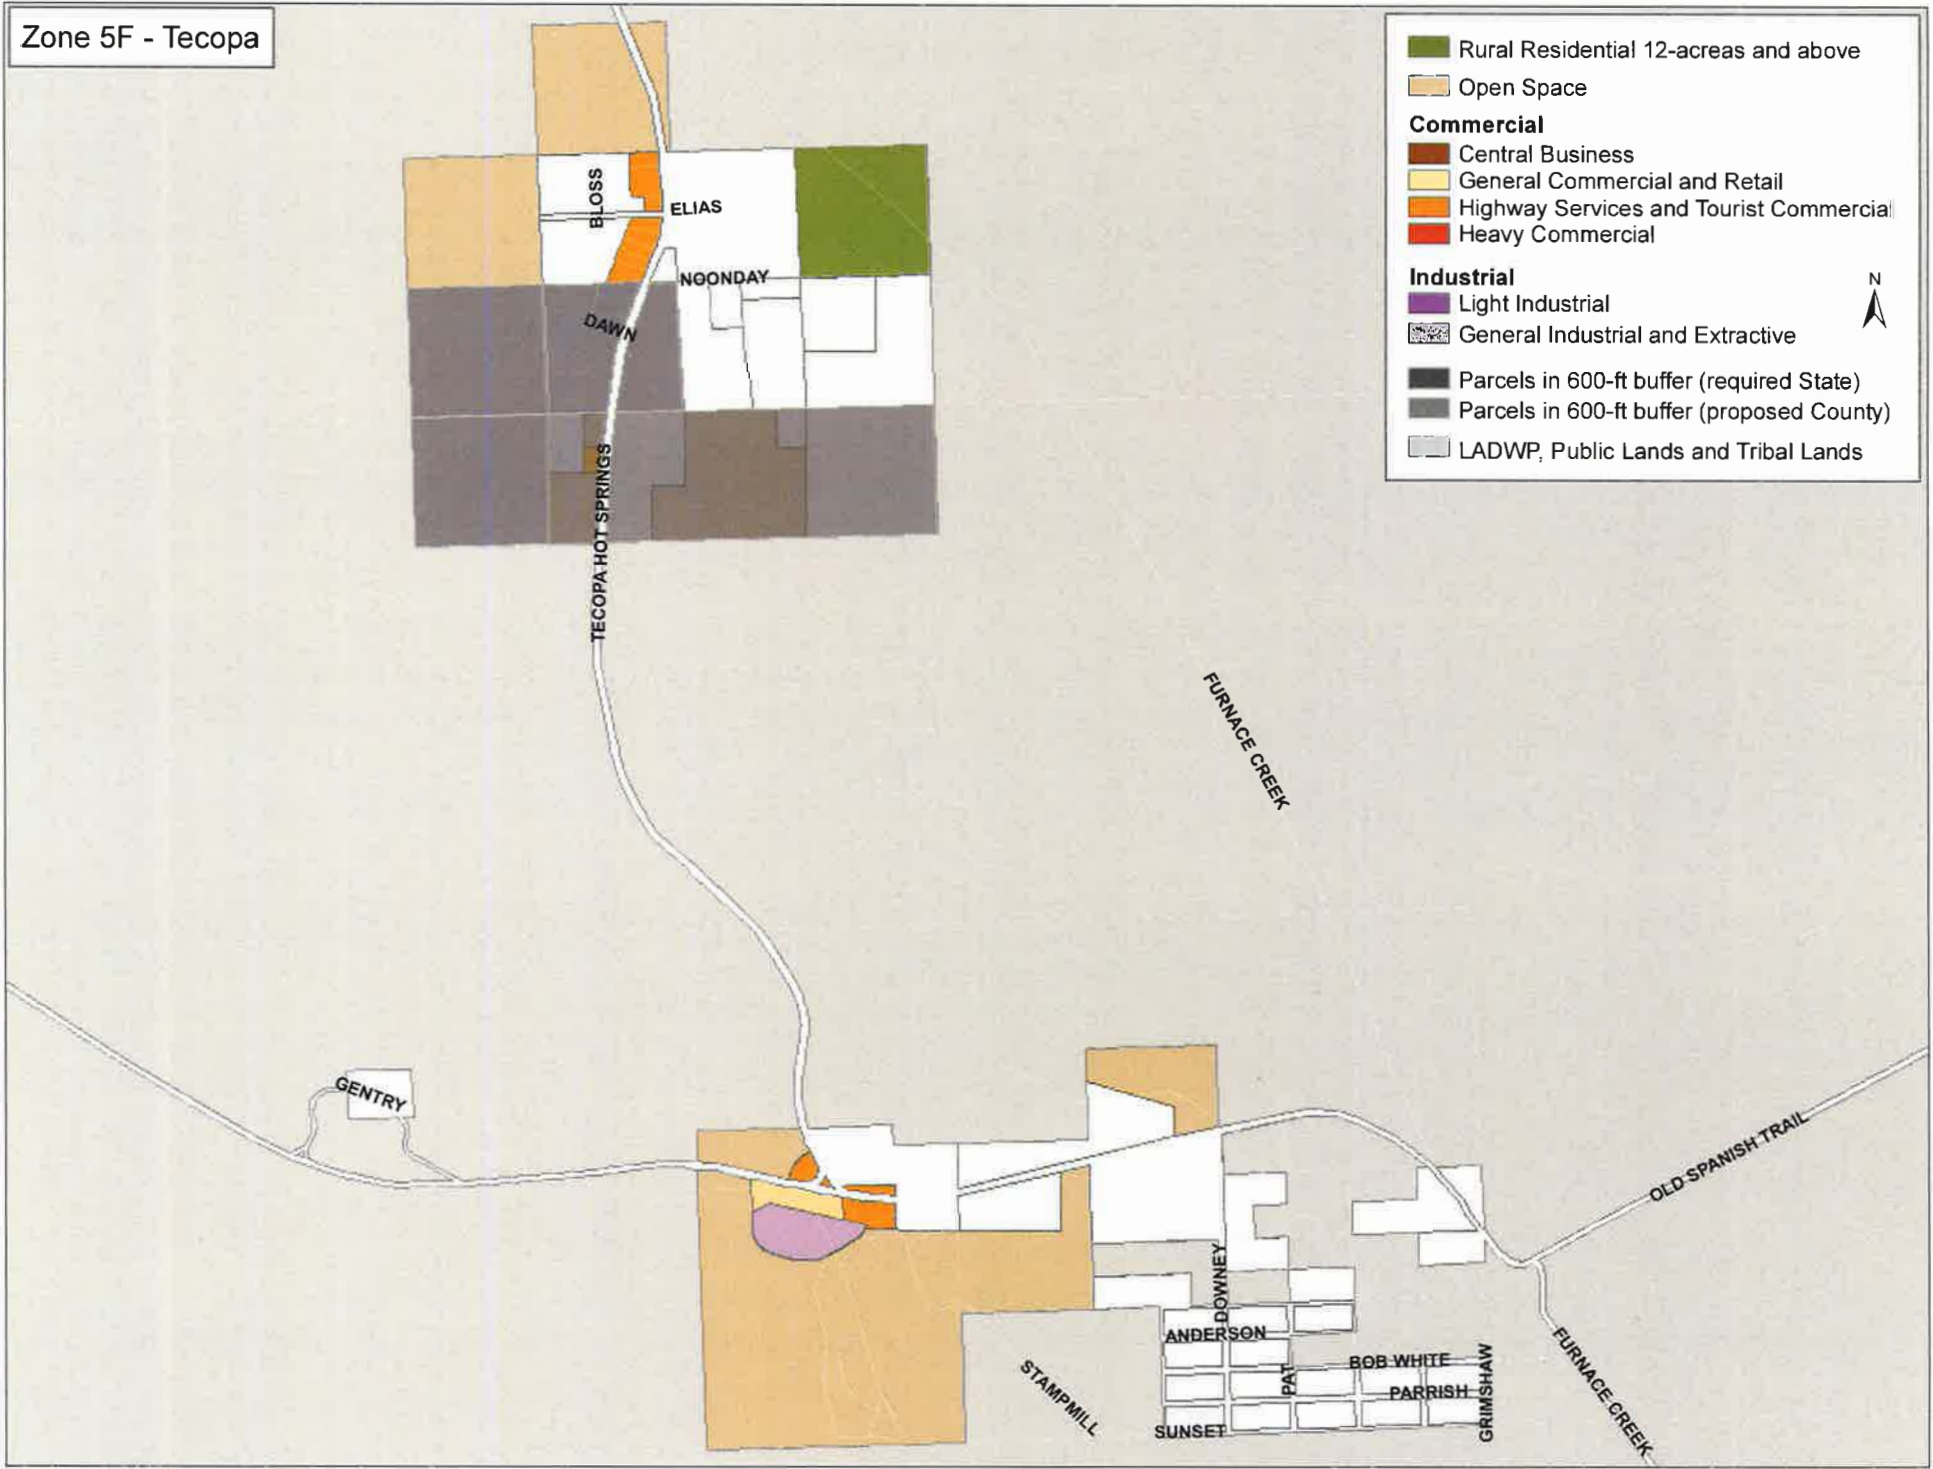 Zone 5F - Tecopa
Rural Residential 12-acreas and above
Open Space
Commercial
Central Business
General Commercial and Retail
Highway Services and Tourist Commercial
Heavy Commercial
Industrial
Light Industrial
General Industrial and Extractive
Parcels in 600-ft buffer (required State)
Parcels in 600-ft buffer (proposed County)
LADWP, Public Lands and Tribal Lands
N
BLOSS
ELIAS
NOONDAY
DAWN
TECOPA HOT SPRINGS
FURNACE CREEK
GENTRY
OLD SPANISH TRAIL
DOWNEY
ANDERSON
STAMPMILL
PAT
BOB WHITE
PARRISH
GRIMSHAW
SUNSET
FURNACE CREEK